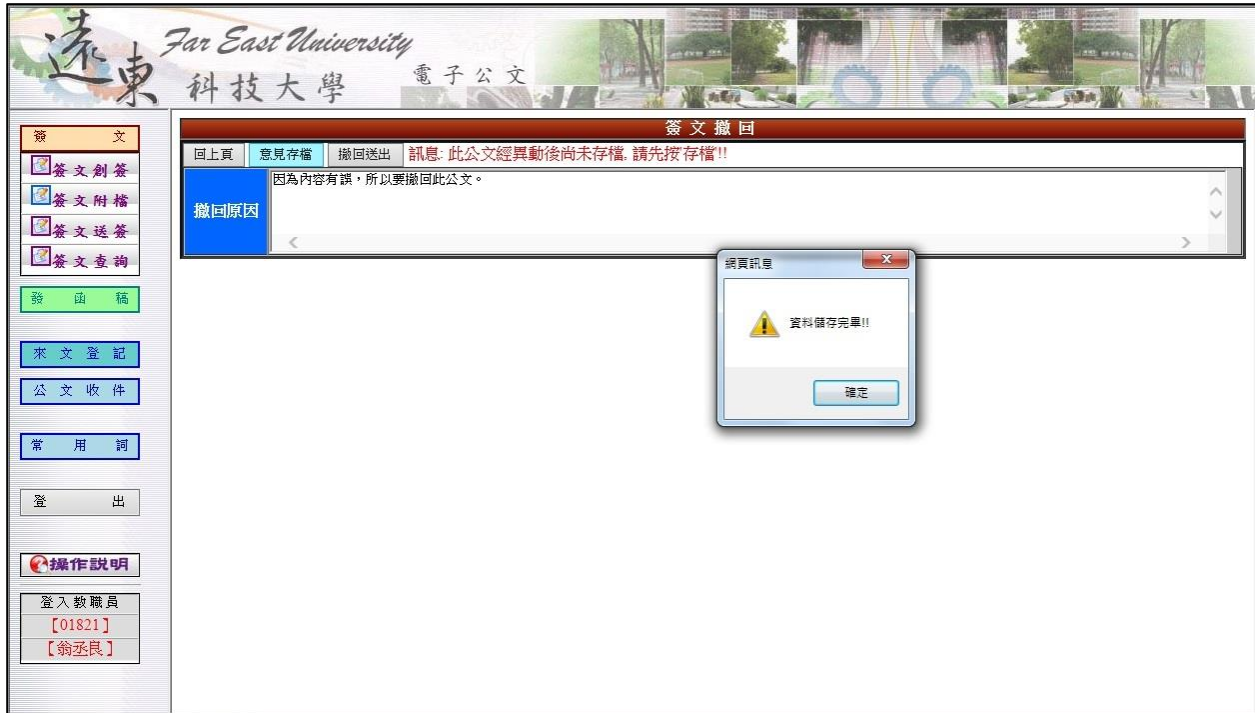 遠東
Far East University
科技大學
電子公文
簽文
簽文創簽
簽文附檔
簽文送簽
簽文查詢
發函稿
來文登記
公文收件
常用詞
登出
操作說明
登入教職員
【01821】
【翁丞良】
簽文撤回
回上頁 意見存檔 撤回送出 訊息: 此公文經異動後尚未存檔, 請先按'存檔'!!
撤回原因
因為內容有誤，所以要撤回此公文。
網頁訊息
資料儲存完畢!!
確定